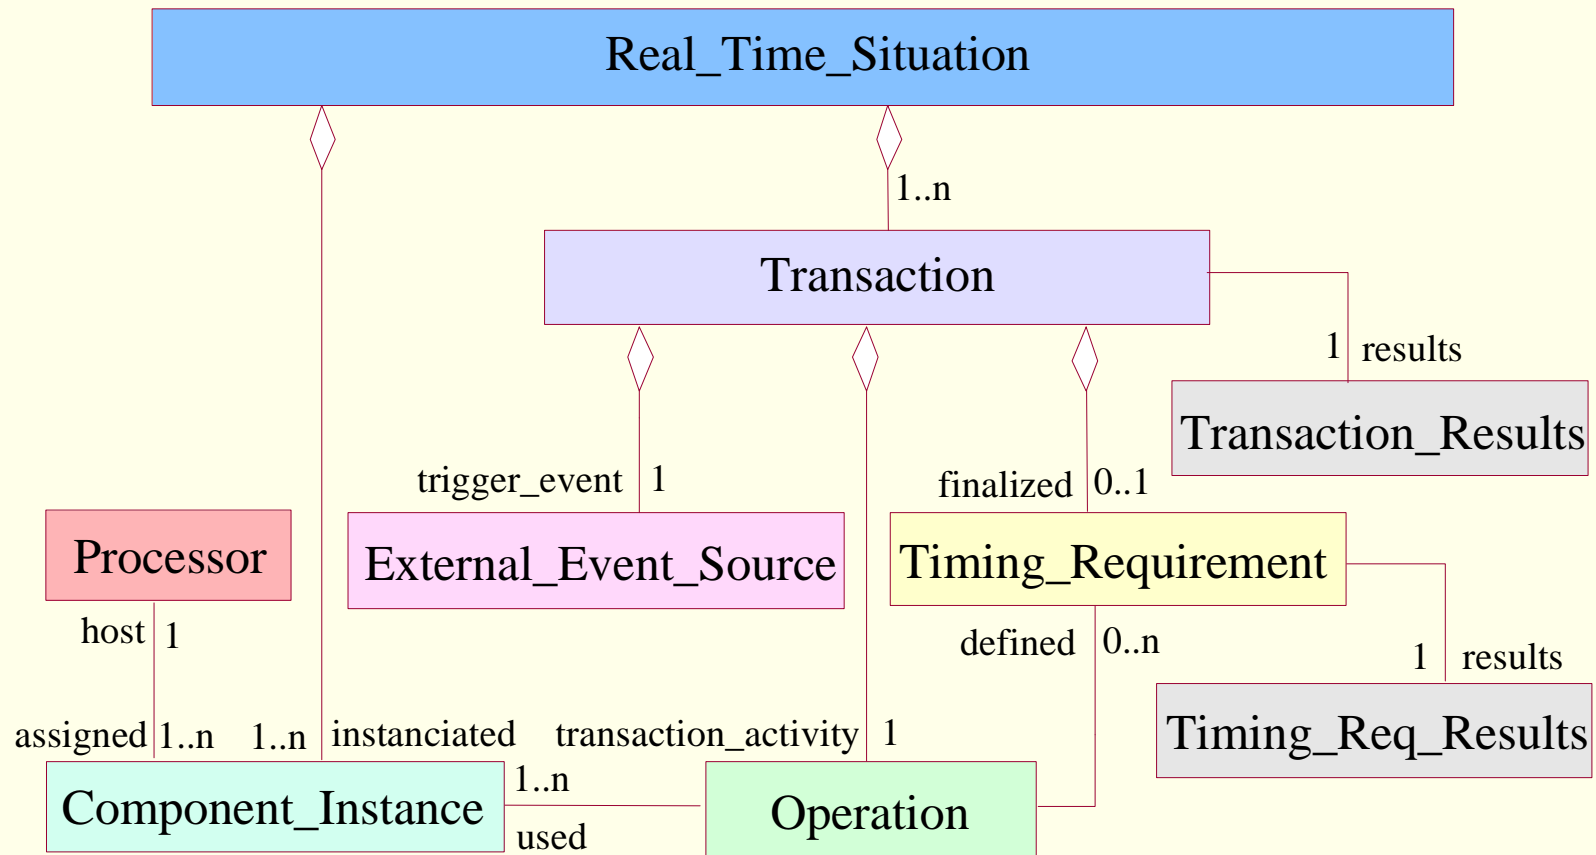 Real_Time_Situation
1..n
Transaction
1 results
Transaction_Results
trigger_event 1
finalized 0..1
Processor
External_Event_Source
Timing_Requirement
host 1
defined 0..n
1 results
assigned 1..n
1..n instanciated
transaction_activity 1
Timing_Req_Results
Component_Instance
1..n
used
Operation